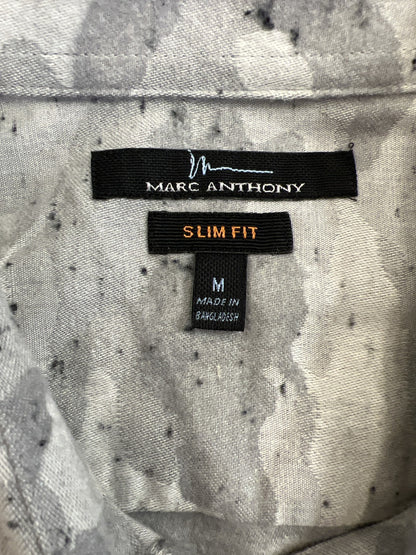 MARC ANTHONY
SLIM FIT
M
MADE IN
BANGLADESH